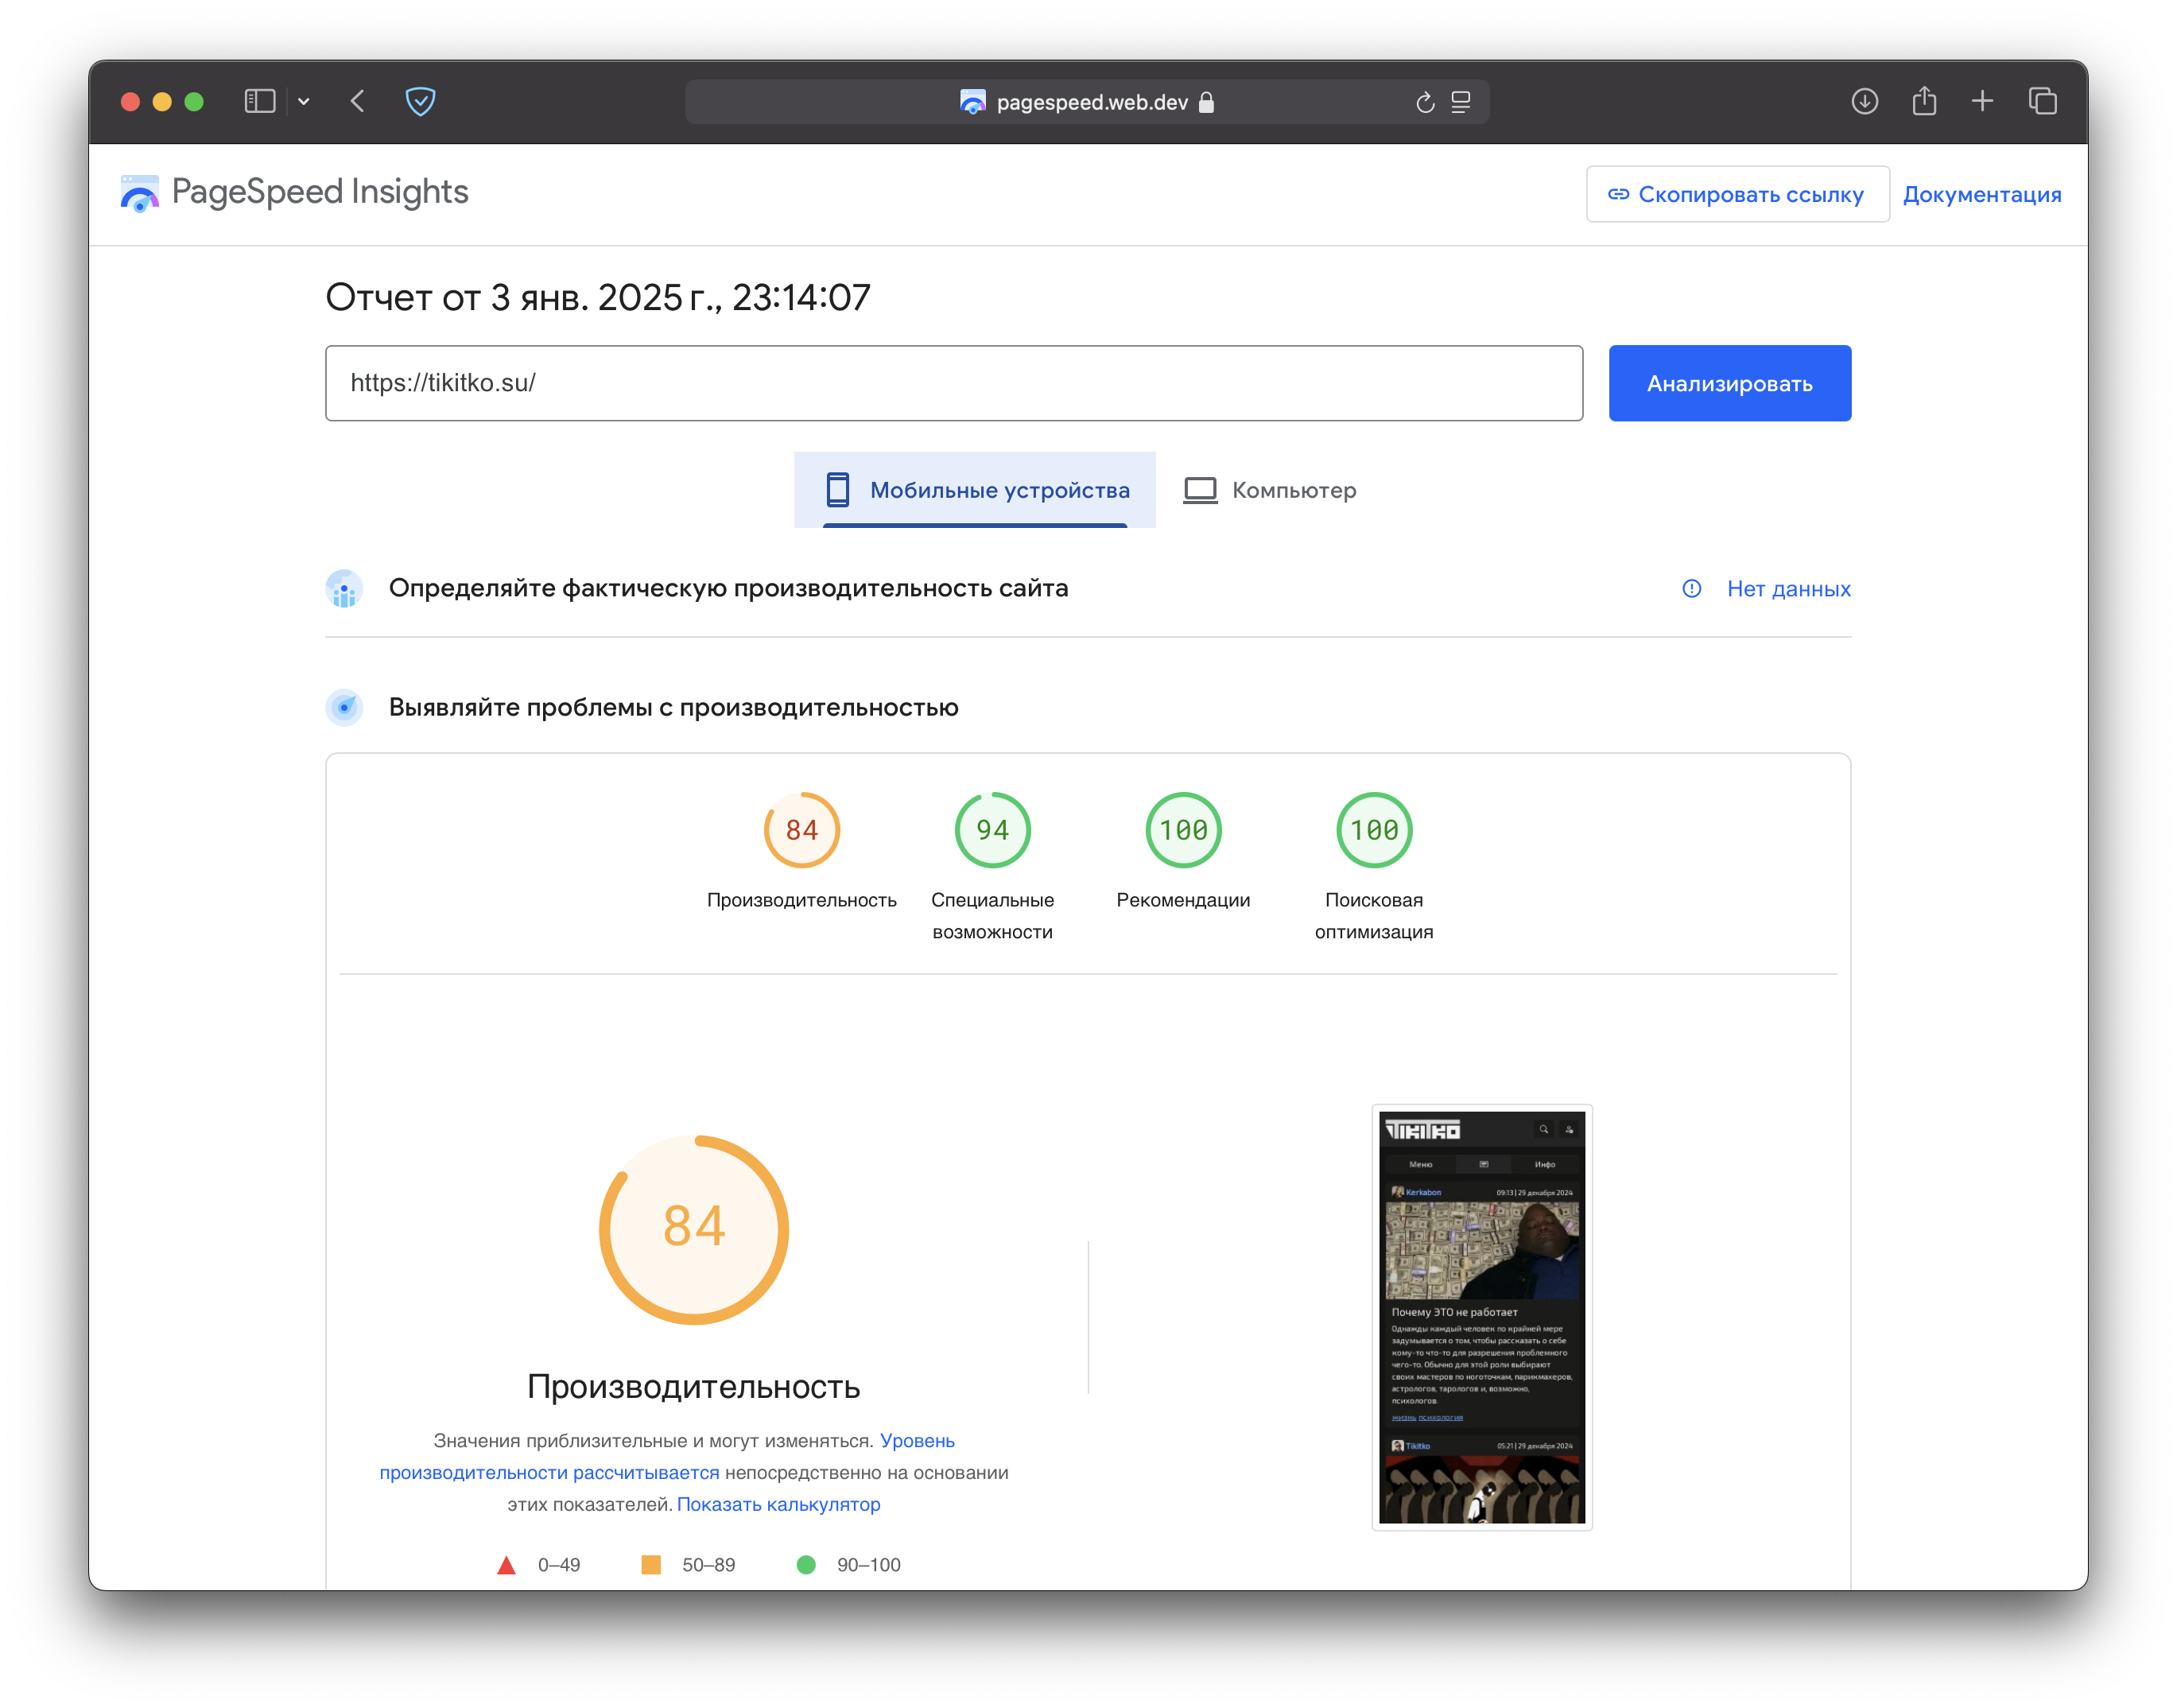 pagespeed.web.dev
PageSpeed Insights
Скопировать ссылку
Документация
Отчет от 3 янв. 2025 г., 23:14:07
https://tikitko.su/
Анализировать
Мобильные устройства
Компьютер
Определяйте фактическую производительность сайта
Нет данных
Выявляйте проблемы с производительностью
84
94
100
100
Производительность
Специальные
возможности
Рекомендации
Поисковая
оптимизация
84
Производительность
Значения приблизительные и могут изменяться. Уровень
производительности рассчитывается непосредственно на основании
этих показателей. Показать калькулятор
0–49
50–89
90–100
TIKITKO
Меню
Инфо
Kerkabon
09:13 | 29 декабря 2024
Почему ЭТО не работает
Однажды каждый человек по крайней мере
задумывается о том, чтобы рассказать о себе
кому-то что-то для разрешения проблемного
чего-то. Обычно для этой роли выбирают
своих мастеров по ноготочкам, парикмахеров,
астрологов, тарологов и, возможно,
психологов.
жизнь психология
Tikitko
05:21 | 29 декабря 2024